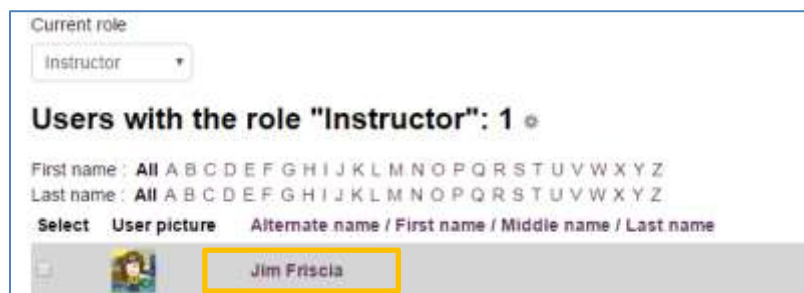 Current role
Instructor
Users with the role "Instructor": 1
First name : All A B C D E F G H I J K L M N O P Q R S T U V W X Y Z
Last name : All A B C D E F G H I J K L M N O P Q R S T U V W X Y Z
Select User picture Alternate name / First name / Middle name / Last name
Jim Friscia